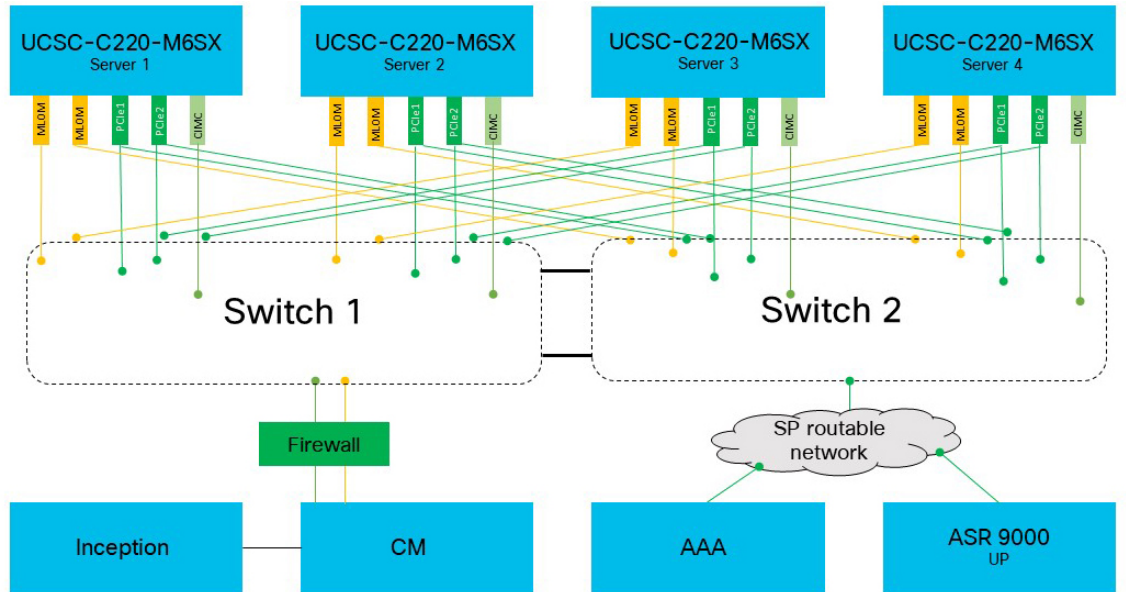 UCSC-C220-M6SX
Server 1
UCSC-C220-M6SX
Server 2
UCSC-C220-M6SX
Server 3
UCSC-C220-M6SX
Server 4
MLOM
MLOM
PCIe1
PCIe2
CIMC
MLOM
MLOM
PCIe1
PCIe2
CIMC
MLOM
MLOM
PCIe1
PCIe2
CIMC
MLOM
MLOM
PCIe1
PCIe2
CIMC
Switch 1
Switch 2
Firewall
SP routable
network
Inception
CM
AAA
ASR 9000
UP